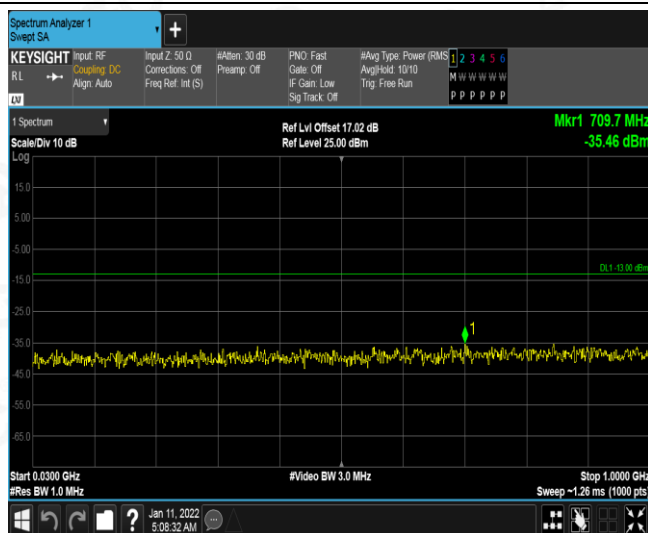 Spectrum Analyzer 1
Swept SA
+
KEYSIGHT
RL
LXI
Input: RF
Coupling: DC
Align: Auto
Input Z: 50 Ω
Corrections: Off
Freq Ref: Int (S)
#Atten: 30 dB
Preamp: Off
PNO: Fast
Gate: Off
IF Gain: Low
Sig Track: Off
#Avg Type: Power (RMS
Avg|Hold: 10/10
Trig: Free Run
1 2 3 4 5 6
M W W W W W
P P P P P P
1 Spectrum
Scale/Div 10 dB
Ref Lvl Offset 17.02 dB
Ref Level 25.00 dBm
Mkr1 709.7 MHz
-35.46 dBm
Log
15.0
5.00
-5.00
DL1 -13.00 dBm
-15.0
-25.0
1
-35.0
-45.0
-55.0
-65.0
Start 0.0300 GHz
#Res BW 1.0 MHz
#Video BW 3.0 MHz
Stop 1.0000 GHz
Sweep ~1.26 ms (1000 pts)
?
Jan 11, 2022
5:08:32 AM